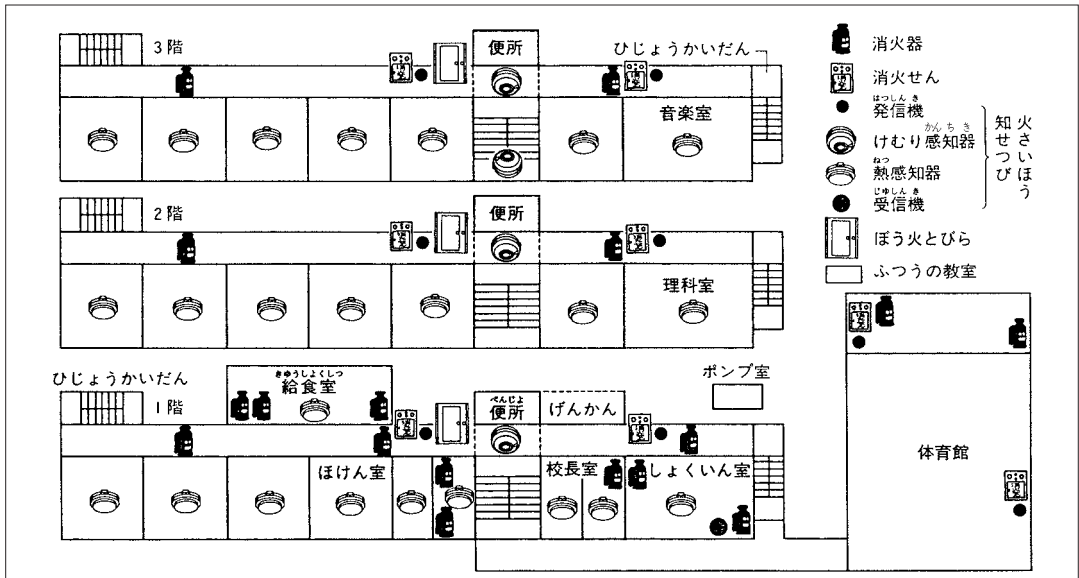 3階
便所
ひじょうかいだん
音楽室
2階
便所
理科室
ひじょうかいだん
1階
きゅうしょくしつ
給食室
べんじょ
便所
げんかん
ポンプ室
ほけん室
校長室
しょくいん室
体育館
消火器
消火せん
はっしんき
発信機
かんちき
けむり感知器
ねつ
熱感知器
じゅしんき
受信機
火さいほう
知せつび
ぼう火とびら
ふつうの教室